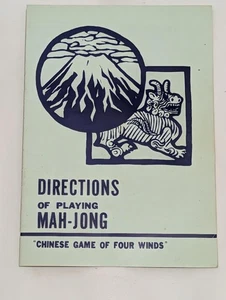 DIRECTIONS
OF PLAYING
MAH-JONG
"CHINESE GAME OF FOUR WINDS"